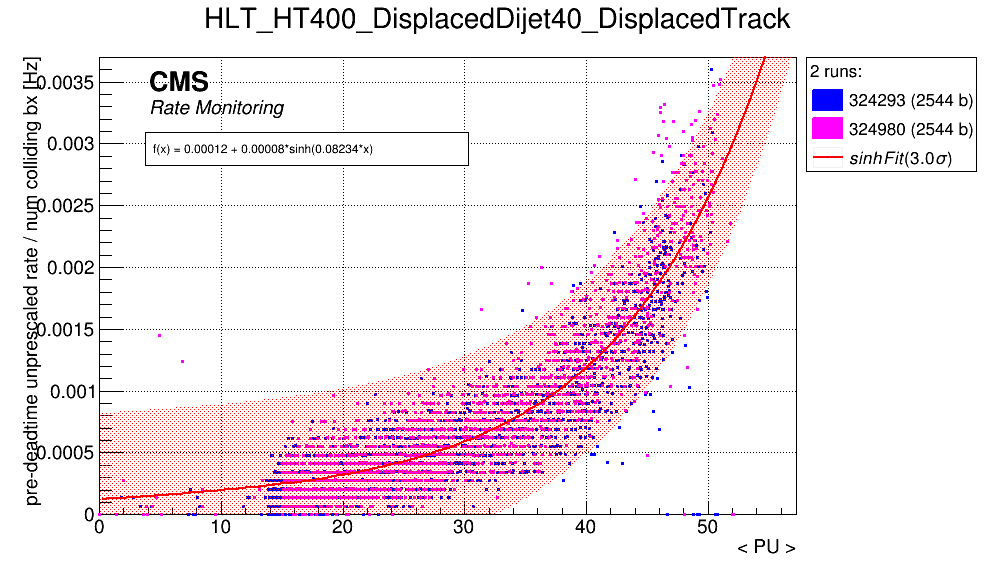 HLT_HT400_DisplacedDijet40_DisplacedTrack
pre-deadtime unprescaled rate / num colliding bx [Hz]
0.0035
0.003
0.0025
0.002
0.0015
0.001
0.0005
0
CMS
Rate Monitoring
f(x) = 0.00012 + 0.00008*sinh(0.08234*x)
2 runs:
324293 (2544 b)
324980 (2544 b)
sinhFit(3.0σ)
0 10 20 30 40 50
< PU >